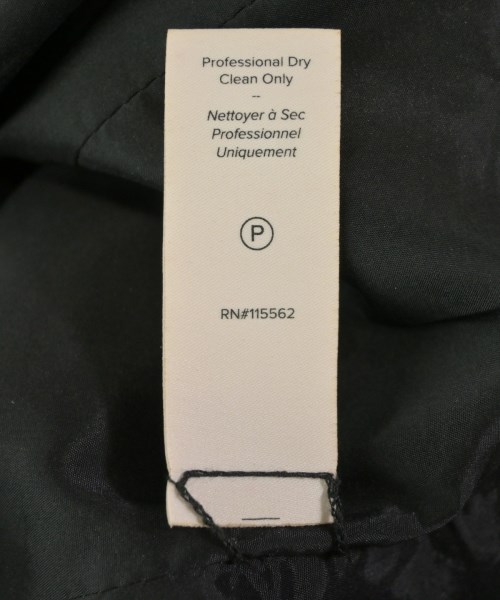 Professional Dry
Clean Only
--
Nettoyer à Sec
Professionnel
Uniquement
P
RN#115562